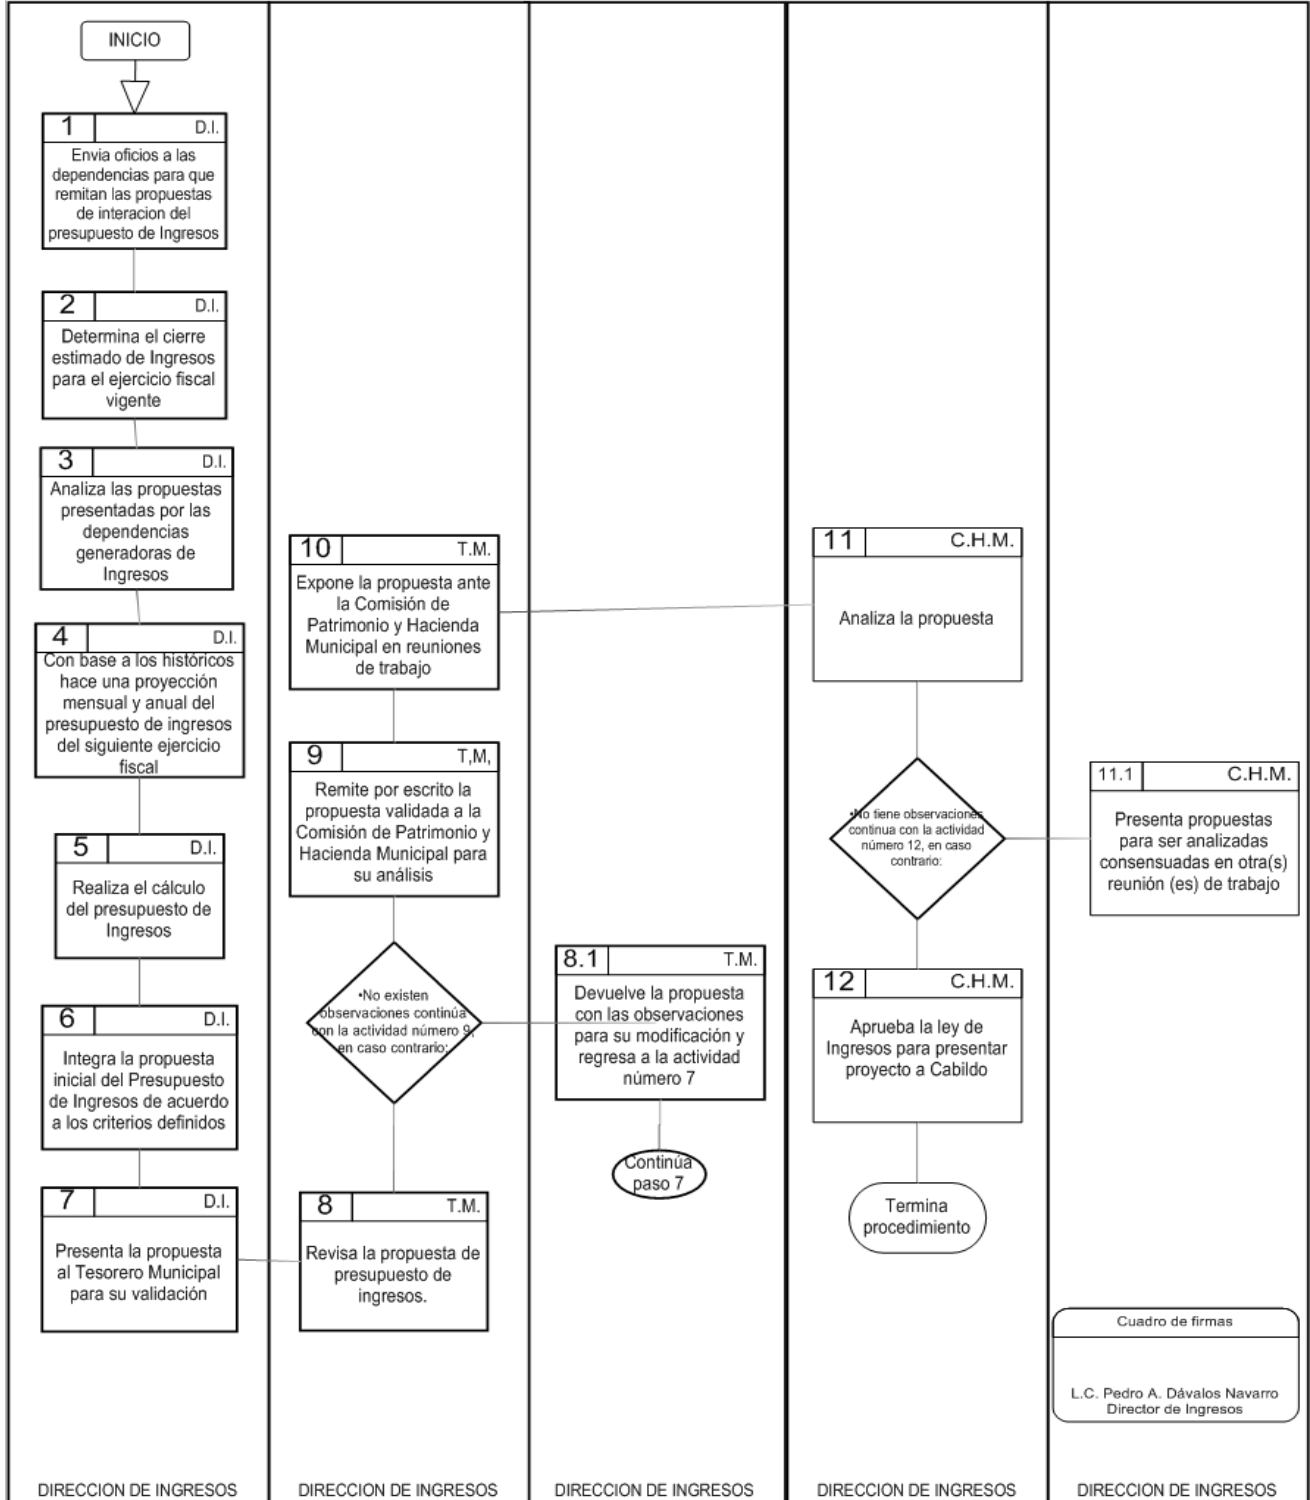 INICIO
1
D.I.
Envia oficios a las
dependencias para que
remitan las propuestas
de interacion del
presupuesto de Ingresos
2
D.I.
Determina el cierre
estimado de Ingresos
para el ejercicio fiscal
vigente
3
D.I.
Analiza las propuestas
presentadas por las
dependencias
generadoras de
Ingresos
4
D.I.
Con base a los históricos
hace una proyección
mensual y anual del
presupuesto de ingresos
del siguiente ejercicio
fiscal
5
D.I.
Realiza el cálculo
del presupuesto de
Ingresos
6
D.I.
Integra la propuesta
inicial del Presupuesto
de Ingresos de acuerdo
a los criterios definidos
7
D.I.
Presenta la propuesta
al Tesorero Municipal
para su validación
DIRECCION DE INGRESOS
10
T.M.
Expone la propuesta ante
la Comisión de
Patrimonio y Hacienda
Municipal en reuniones
de trabajo
9
T,M,
Remite por escrito la
propuesta validada a la
Comisión de Patrimonio y
Hacienda Municipal para
su análisis
•No existen
observaciones continúa
con la actividad número 9,
en caso contrario:
8
T.M.
Revisa la propuesta de
presupuesto de
ingresos.
DIRECCION DE INGRESOS
8.1
T.M.
Devuelve la propuesta
con las observaciones
para su modificación y
regresa a la actividad
número 7
Continúa
paso 7
DIRECCION DE INGRESOS
11
C.H.M.
Analiza la propuesta
•No tiene observaciones
continua con la actividad
número 12, en caso
contrario:
12
C.H.M.
Aprueba la ley de
Ingresos para presentar
proyecto a Cabildo
Termina
procedimiento
DIRECCION DE INGRESOS
11.1
C.H.M.
Presenta propuestas
para ser analizadas
consensuadas en otra(s)
reunión (es) de trabajo
Cuadro de firmas
L.C. Pedro A. Dávalos Navarro
Director de Ingresos
DIRECCION DE INGRESOS